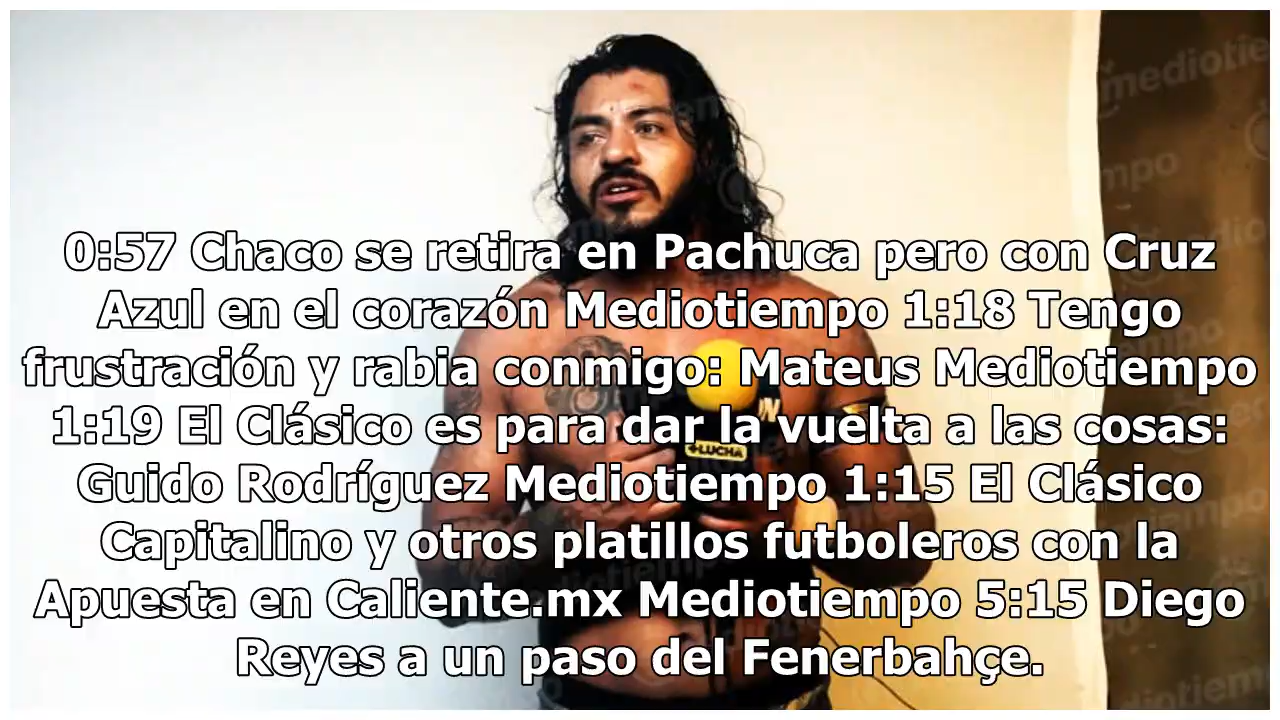 mediotie
mpo
0:57 Chaco se retira en Pachuca pero con Cruz
Azul en el corazón Mediotiempo 1:18 Tengo
frustración y rabia conmigo: Mateus Mediotiempo
1:19 El Clásico es para dar la vuelta a las cosas:
+LUCHA
Guido Rodríguez Mediotiempo 1:15 El Clásico
Capitalino y otros platillos futboleros con la
Apuesta en Caliente.mx Mediotiempo 5:15 Diego
Reyes a un paso del Fenerbahçe.